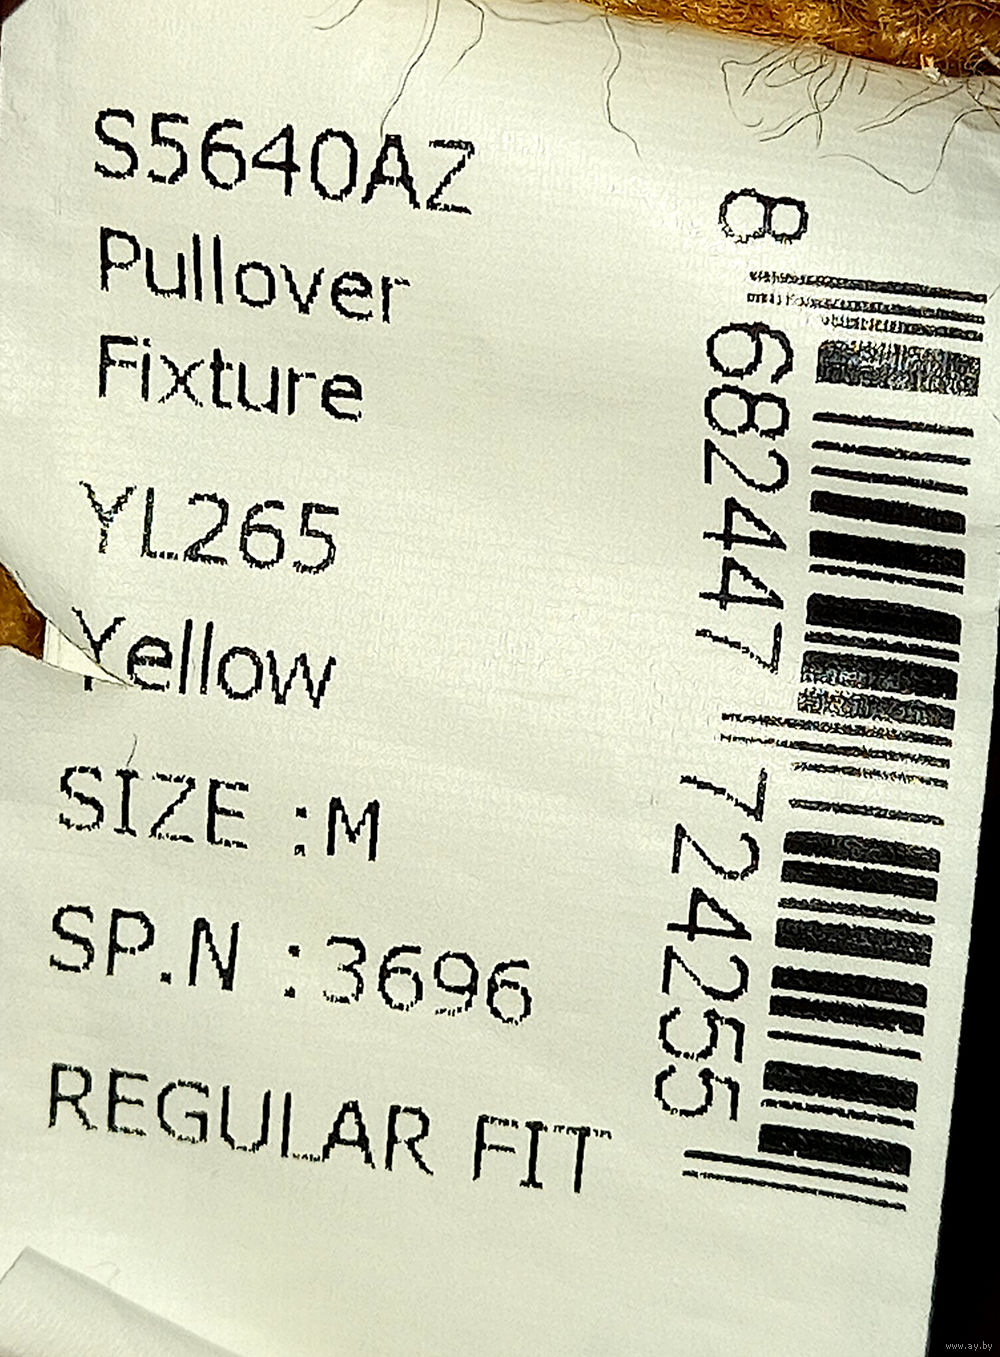 S5640AZ
Pullover
Fixture
YL265
Yellow
SIZE :M
SP.N :3696
REGULAR FIT
8 682447 724255
www.ay.by